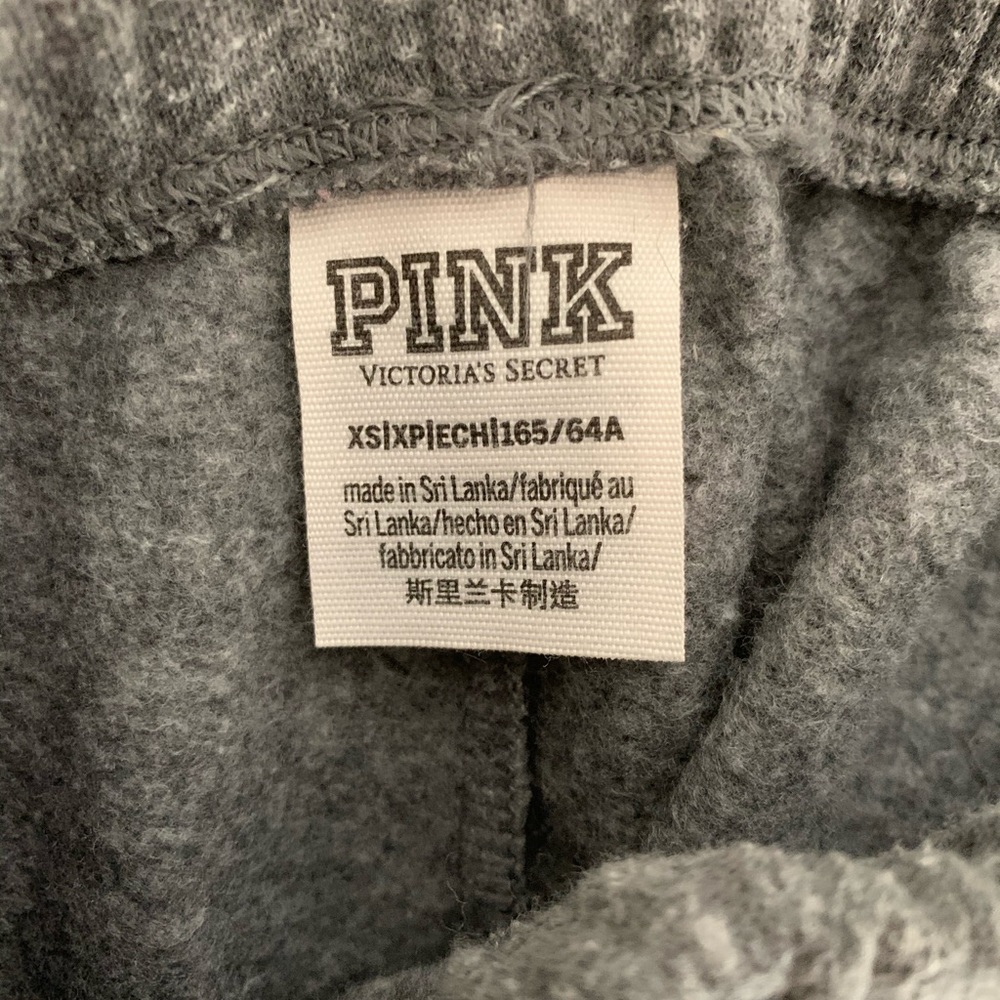 PINK
VICTORIA'S SECRET
XS|XP|ECH|165/64A
made in Sri Lanka/fabriqué au
Sri Lanka/hecho en Sri Lanka/
fabbricato in Sri Lanka/
斯里兰卡制造